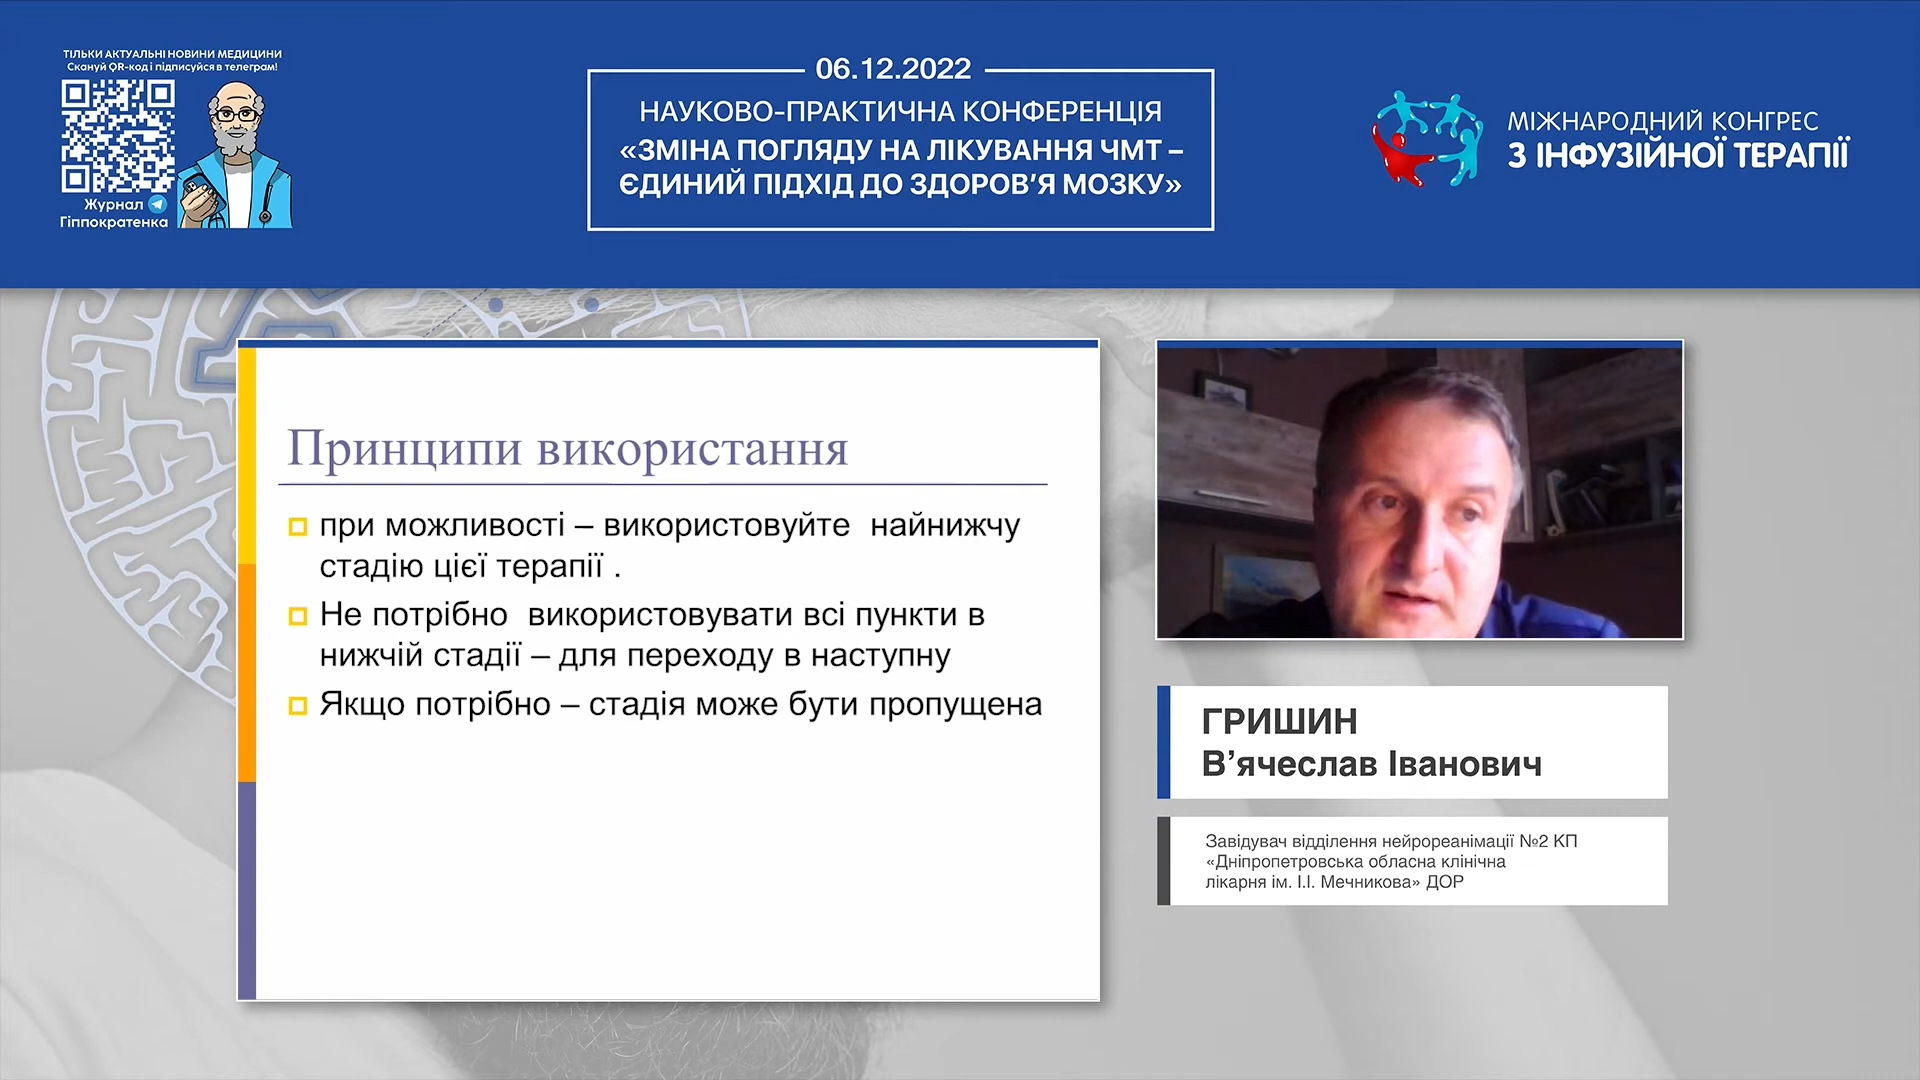 ТІЛЬКИ АКТУАЛЬНІ НОВИНИ МЕДИЦИНИ
Скануй QR-код і підписуйся в телеграм!
Журнал
Гіппократенка
06.12.2022
НАУКОВО-ПРАКТИЧНА КОНФЕРЕНЦІЯ
«ЗМІНА ПОГЛЯДУ НА ЛІКУВАННЯ ЧМТ –
ЄДИНИЙ ПІДХІД ДО ЗДОРОВ’Я МОЗКУ»
МІЖНАРОДНИЙ КОНГРЕС
З ІНФУЗІЙНОЇ ТЕРАПІЇ
Принципи використання
при можливості – використовуйте найнижчу
стадію цієї терапії .
Не потрібно використовувати всі пункти в
нижчій стадії – для переходу в наступну
Якщо потрібно – стадія може бути пропущена
ГРИШИН
В’ячеслав Іванович
Завідувач відділення нейрореанімації №2 КП
«Дніпропетровська обласна клінічна
лікарня ім. І.І. Мечникова» ДОР